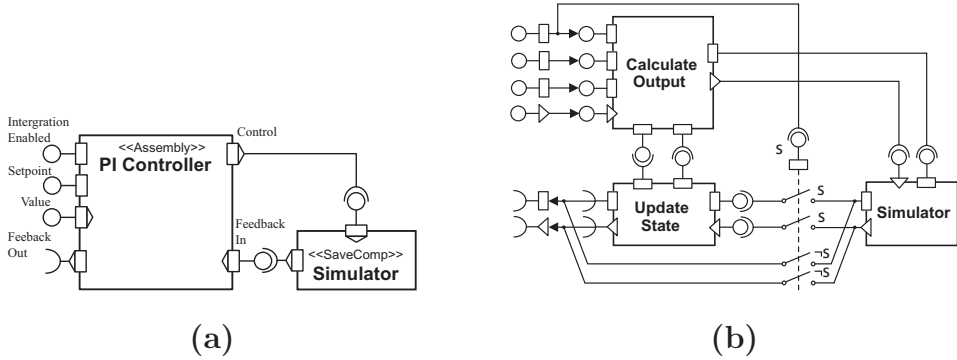 Intergration
Enabled
Setpoint
Value
Feeback
Out
<<Assembly>>
PI Controller
Control
Feedback
In
<<SaveComp>>
Simulator
(a)
Calculate
Output
S
Update
State
S
S
Simulator
¬S
¬S
(b)